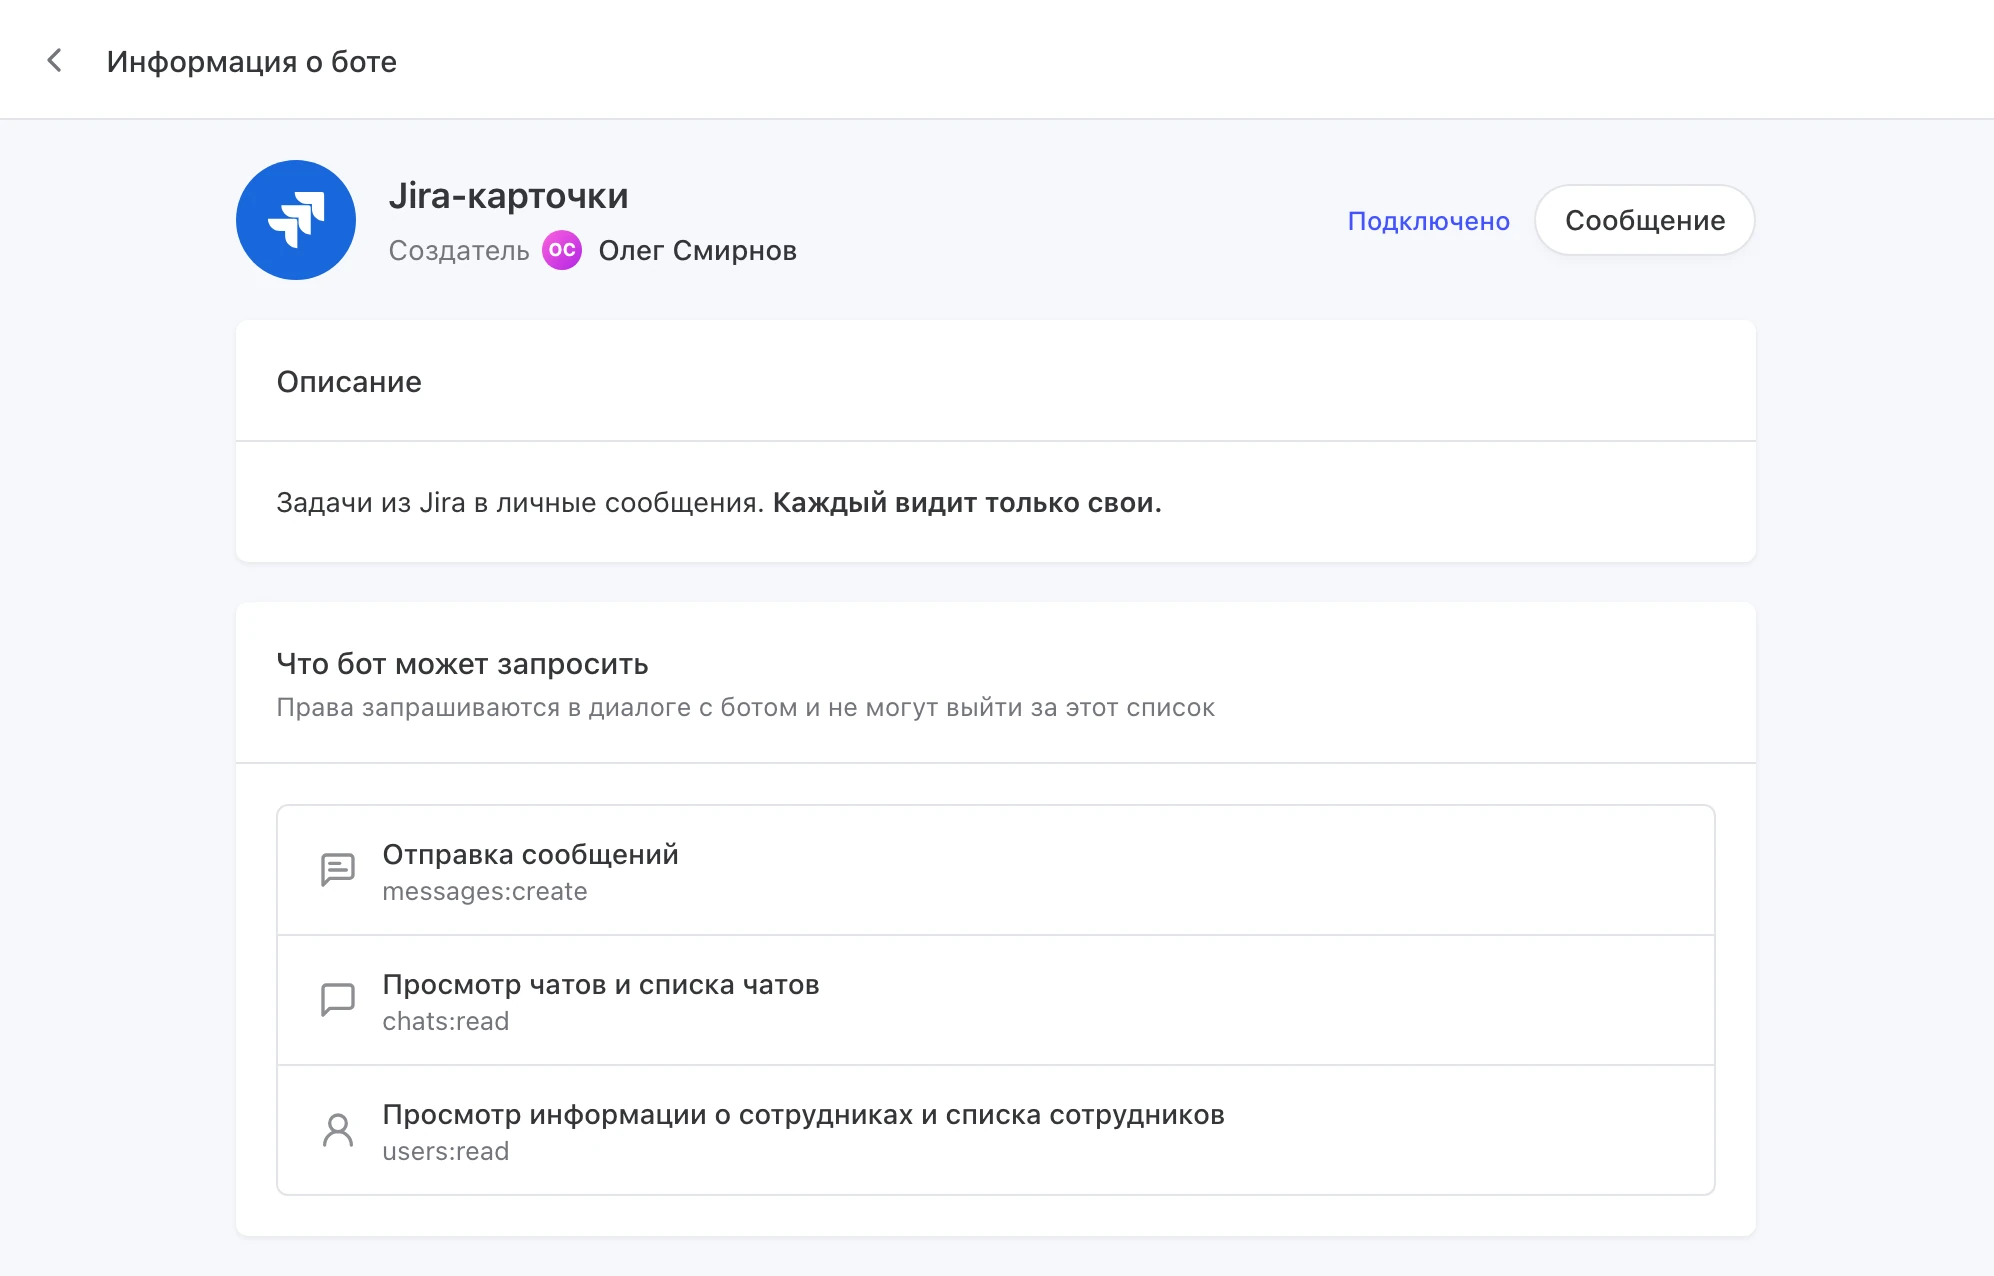 Информация о боте
Jira-карточки
Создатель ОС Олег Смирнов
Подключено
Сообщение
Описание
Задачи из Jira в личные сообщения. Каждый видит только свои.
Что бот может запросить
Права запрашиваются в диалоге с ботом и не могут выйти за этот список
Отправка сообщений
messages:create
Просмотр чатов и списка чатов
chats:read
Просмотр информации о сотрудниках и списка сотрудников
users:read